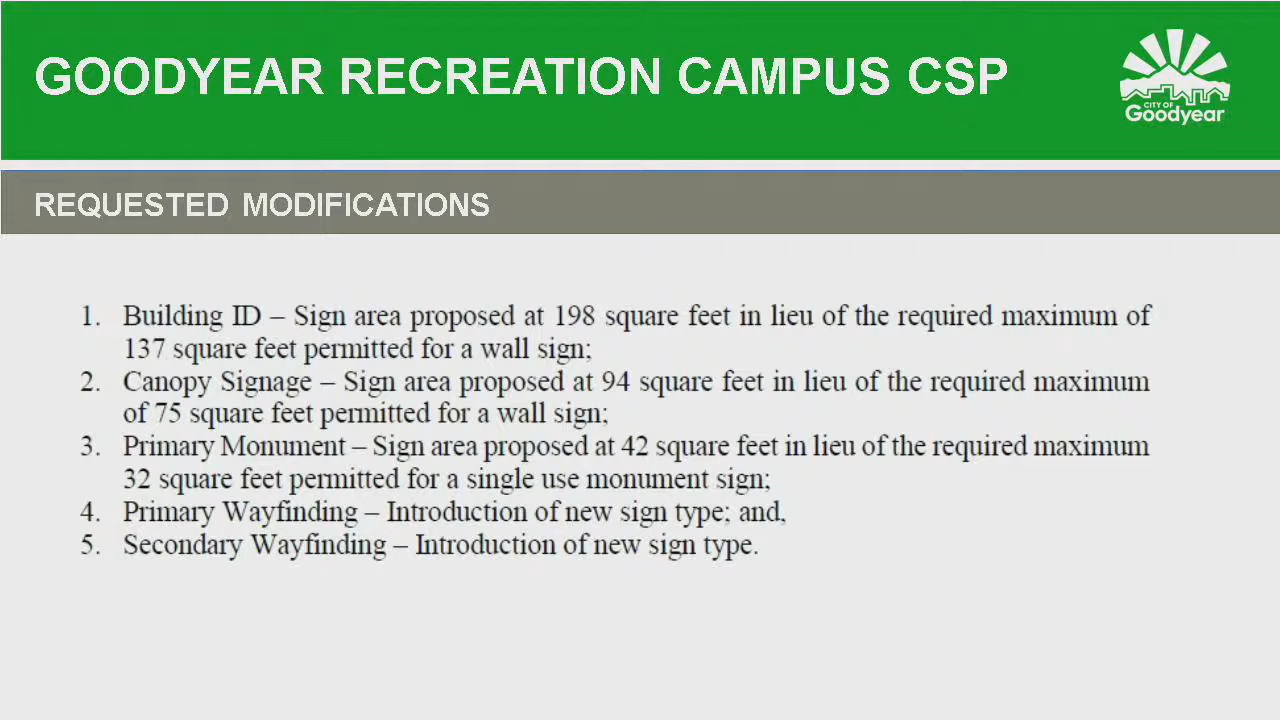 GOODYEAR RECREATION CAMPUS CSP
CITY OF
Goodyear
REQUESTED MODIFICATIONS
1. Building ID – Sign area proposed at 198 square feet in lieu of the required maximum of
137 square feet permitted for a wall sign;
2. Canopy Signage – Sign area proposed at 94 square feet in lieu of the required maximum
of 75 square feet permitted for a wall sign;
3. Primary Monument – Sign area proposed at 42 square feet in lieu of the required maximum
32 square feet permitted for a single use monument sign;
4. Primary Wayfinding – Introduction of new sign type; and,
5. Secondary Wayfinding – Introduction of new sign type.